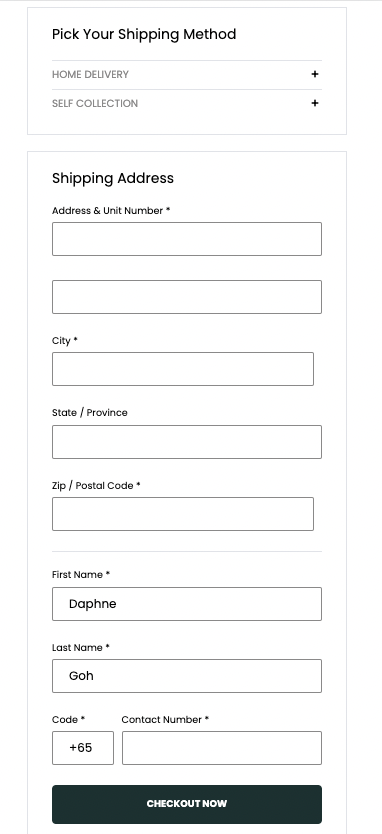 Pick Your Shipping Method
HOME DELIVERY +
SELF COLLECTION +
Shipping Address
Address & Unit Number *
City *
State / Province
Zip / Postal Code *
First Name *
Daphne
Last Name *
Goh
Code * Contact Number *
+65
CHECKOUT NOW